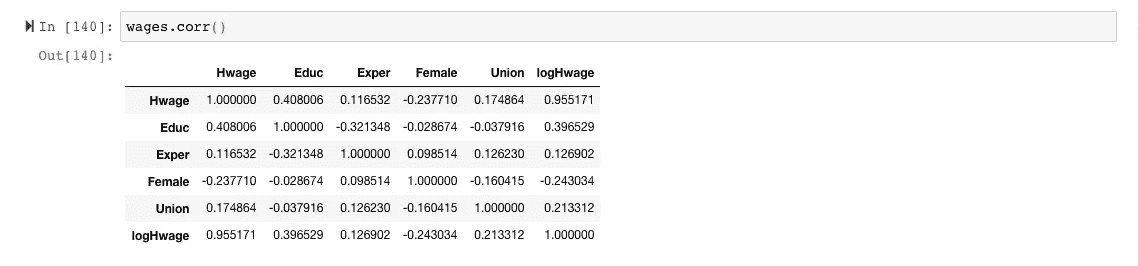 In [140]: wages.corr()
Out[140]:
Hwage Educ Exper Female Union logHwage
Hwage 1.000000 0.408006 0.116532 -0.237710 0.174864 0.955171
Educ 0.408006 1.000000 -0.321348 -0.028674 -0.037916 0.396529
Exper 0.116532 -0.321348 1.000000 0.098514 0.126230 0.126902
Female -0.237710 -0.028674 0.098514 1.000000 -0.160415 -0.243034
Union 0.174864 -0.037916 0.126230 -0.160415 1.000000 0.213312
logHwage 0.955171 0.396529 0.126902 -0.243034 0.213312 1.000000